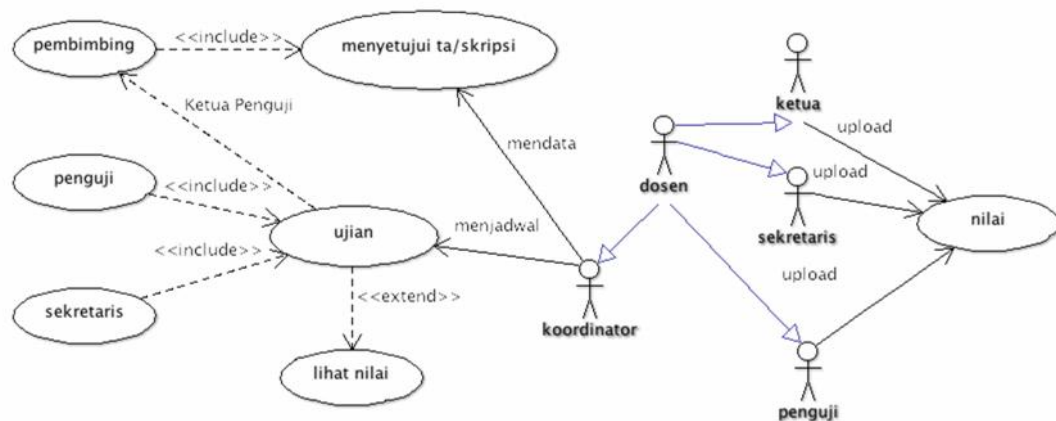 pembimbing
<<include>>
menyetujui ta/skripsi
ketua
Ketua Penguji
upload
mendata
dosen
penguji
<<include>>
upload
sekretaris
nilai
ujian
menjadwal
<<include>>
upload
sekretaris
<<extend>>
koordinator
lihat nilai
penguji